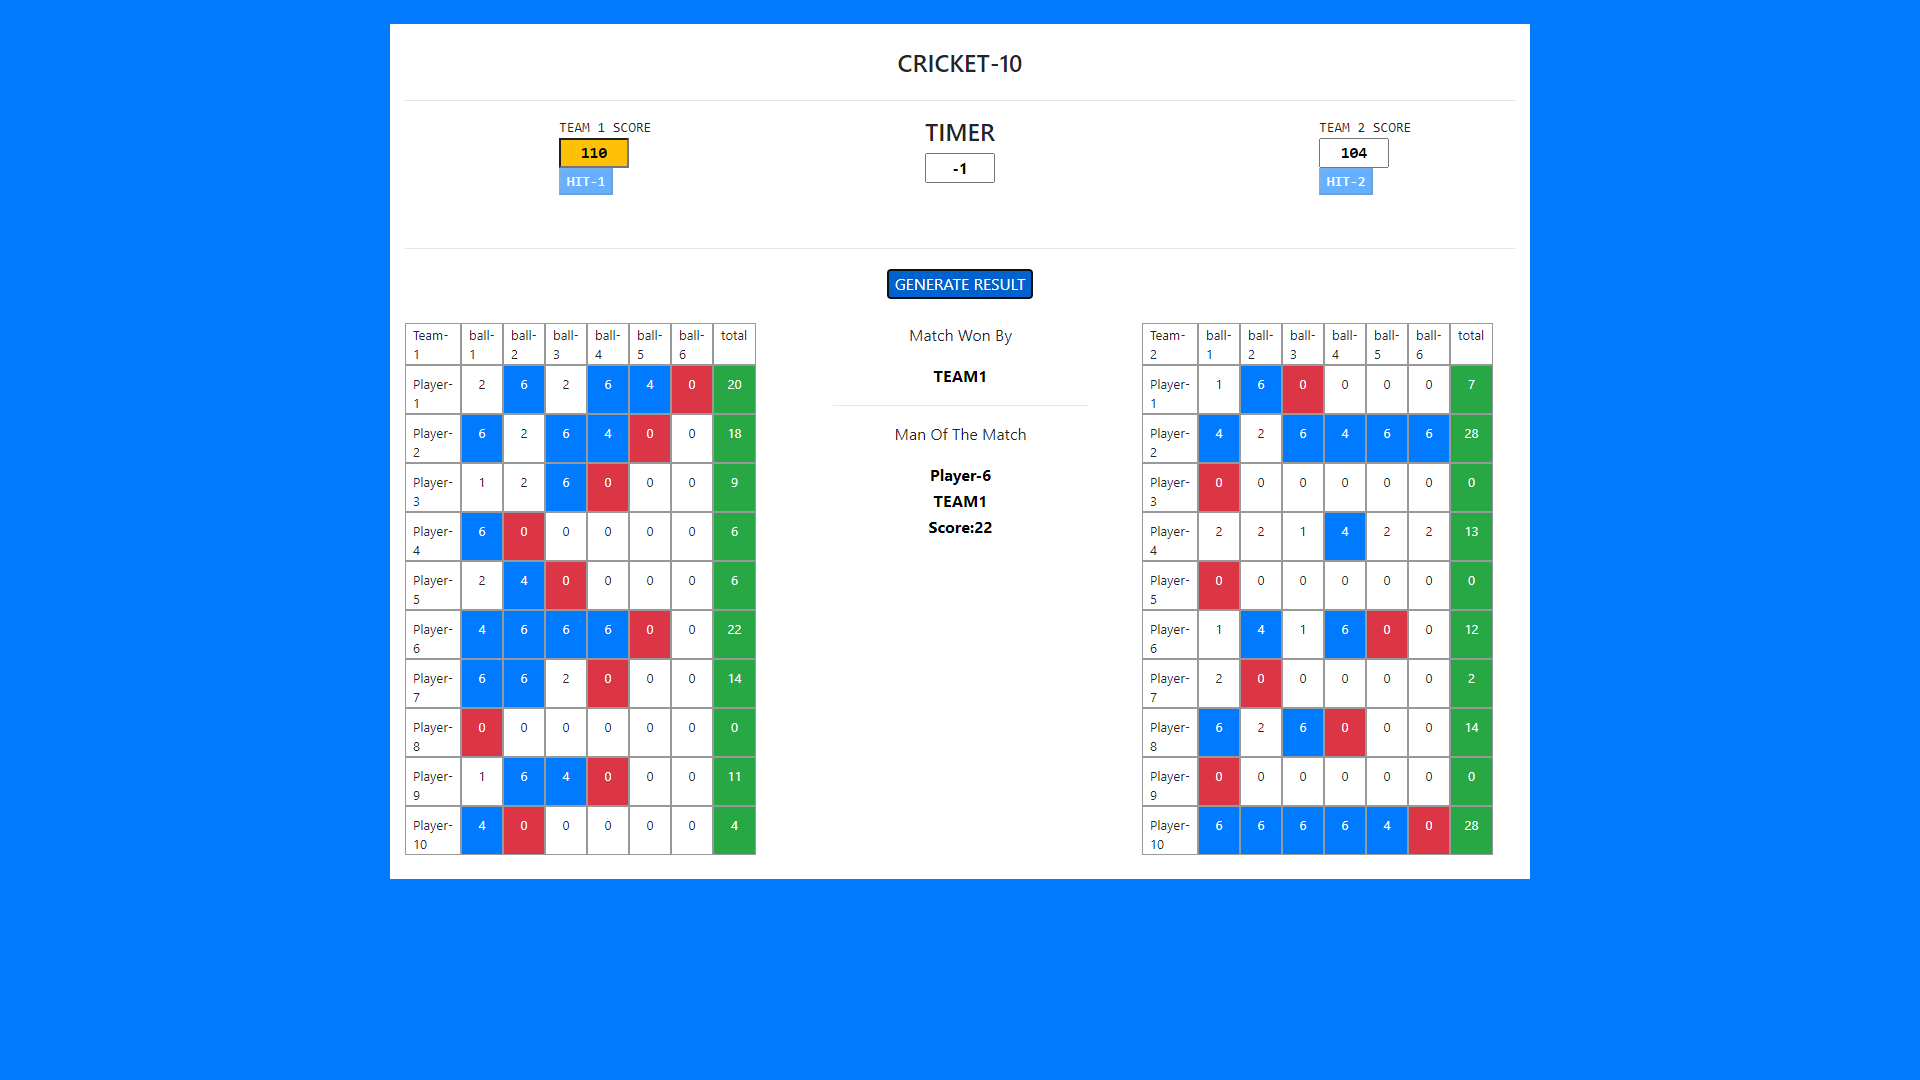 CRICKET-10
TEAM 1 SCORE
110
HIT-1
TIMER
-1
TEAM 2 SCORE
104
HIT-2
GENERATE RESULT
Team-1 ball-1 ball-2 ball-3 ball-4 ball-5 ball-6 total
Player-1 2 6 2 6 4 0 20
Player-2 6 2 6 4 0 0 18
Player-3 1 2 6 0 0 0 9
Player-4 6 0 0 0 0 0 6
Player-5 2 4 0 0 0 0 6
Player-6 4 6 6 6 0 0 22
Player-7 6 6 2 0 0 0 14
Player-8 0 0 0 0 0 0 0
Player-9 1 6 4 0 0 0 11
Player-10 4 0 0 0 0 0 4
Match Won By
TEAM1
Man Of The Match
Player-6
TEAM1
Score:22
Team-2 ball-1 ball-2 ball-3 ball-4 ball-5 ball-6 total
Player-1 1 6 0 0 0 0 7
Player-2 4 2 6 4 6 6 28
Player-3 0 0 0 0 0 0 0
Player-4 2 2 1 4 2 2 13
Player-5 0 0 0 0 0 0 0
Player-6 1 4 1 6 0 0 12
Player-7 2 0 0 0 0 0 2
Player-8 6 2 6 0 0 0 14
Player-9 0 0 0 0 0 0 0
Player-10 6 6 6 6 4 0 28